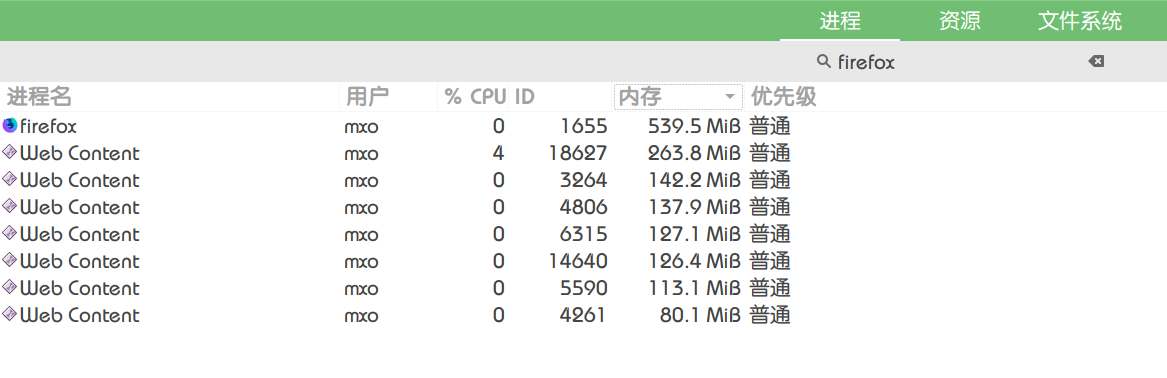 进程 资源 文件系统
firefox
进程名 用户 % CPU ID 内存 优先级
firefox mxo 0 1655 539.5 MiB 普通
Web Content mxo 4 18627 263.8 MiB 普通
Web Content mxo 0 3264 142.2 MiB 普通
Web Content mxo 0 4806 137.9 MiB 普通
Web Content mxo 0 6315 127.1 MiB 普通
Web Content mxo 0 14640 126.4 MiB 普通
Web Content mxo 0 5590 113.1 MiB 普通
Web Content mxo 0 4261 80.1 MiB 普通